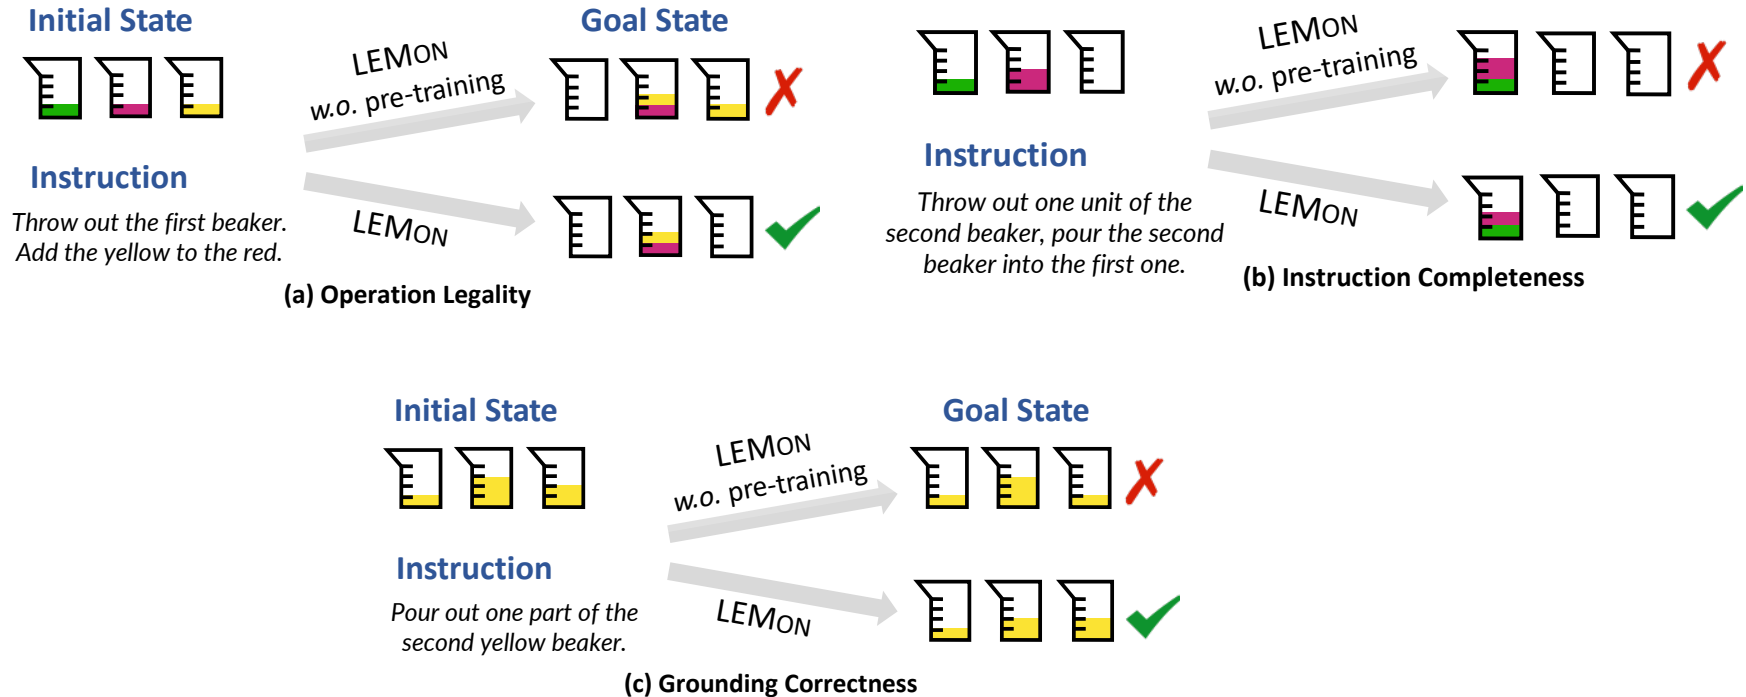 Initial State
Goal State
LEMON
w.o. pre-training
Instruction
Throw out the first beaker.
Add the yellow to the red.
LEMON
(a) Operation Legality
LEMON
w.o. pre-training
Instruction
Throw out one unit of the
second beaker, pour the second
beaker into the first one.
LEMON
(b) Instruction Completeness
Initial State
Goal State
LEMON
w.o. pre-training
Instruction
Pour out one part of the
second yellow beaker.
LEMON
(c) Grounding Correctness